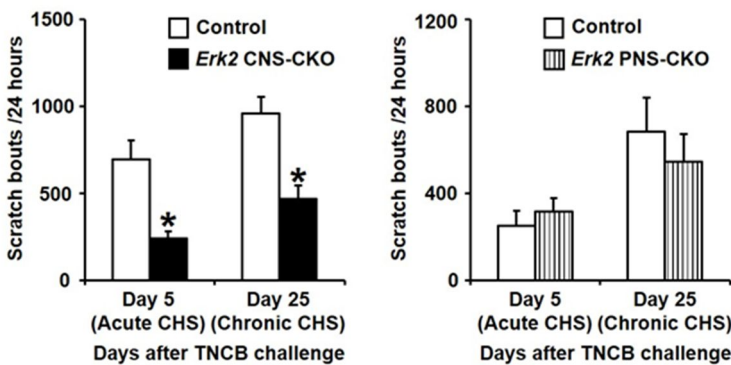 1500
1000
500
0
Scratch bouts /24 hours
Control
Erk2 CNS-CKO
*
*
Day 5 Day 25
(Acute CHS) (Chronic CHS)
Days after TNCB challenge
1200
800
400
0
Scratch bouts /24 hours
Control
Erk2 PNS-CKO
Day 5 Day 25
(Acute CHS) (Chronic CHS)
Days after TNCB challenge